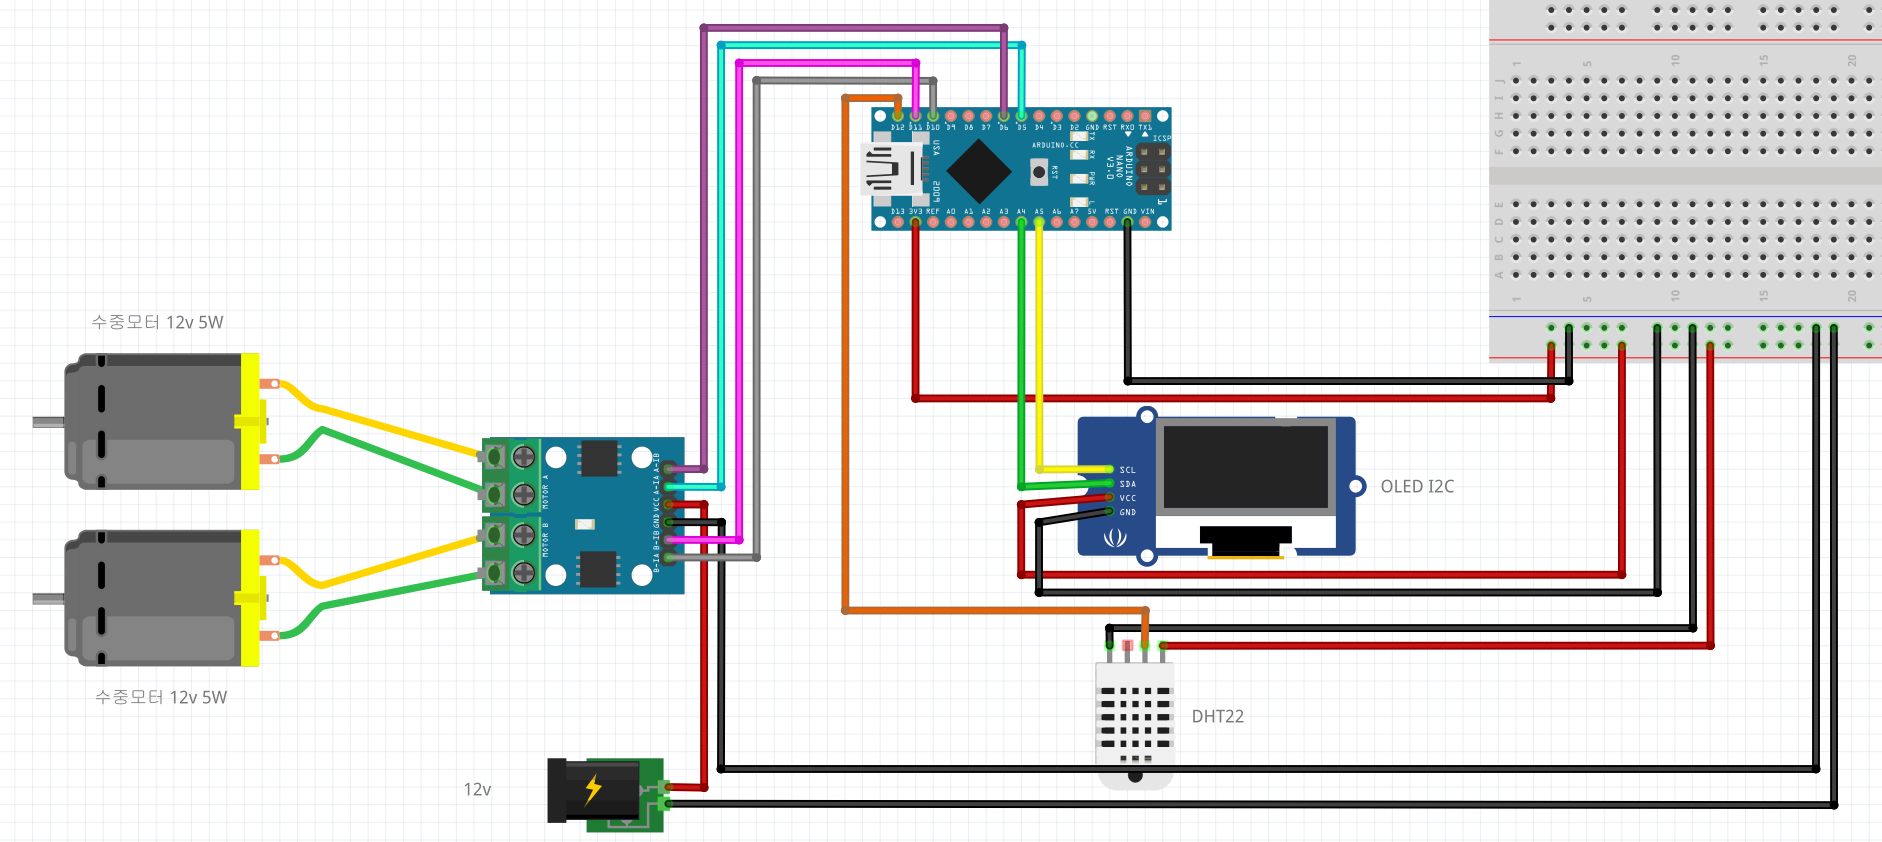 1 5 10 15 20
J
I
H
G
F
D12 D11 D10 D9 D8 D7 D6 D5 D4 D3 D2 GND RST RX0 TX1
ICSP
ARDUINO.CC
TX
RX
PWR
L
RST
ARDUINO
NANO
V3.0
USA
2009
1
D13 3V3 REF A0 A1 A2 A3 A4 A5 A6 A7 5V RST GND VIN
E
D
C
B
A
1 5 10 15 20
수중모터 12v 5W
MOTOR A
MOTOR B
A-IB
A-IA
VCC
GND
B-IB
B-IA
SCL
SDA
VCC
GND
OLED I2C
수중모터 12v 5W
DHT22
12v